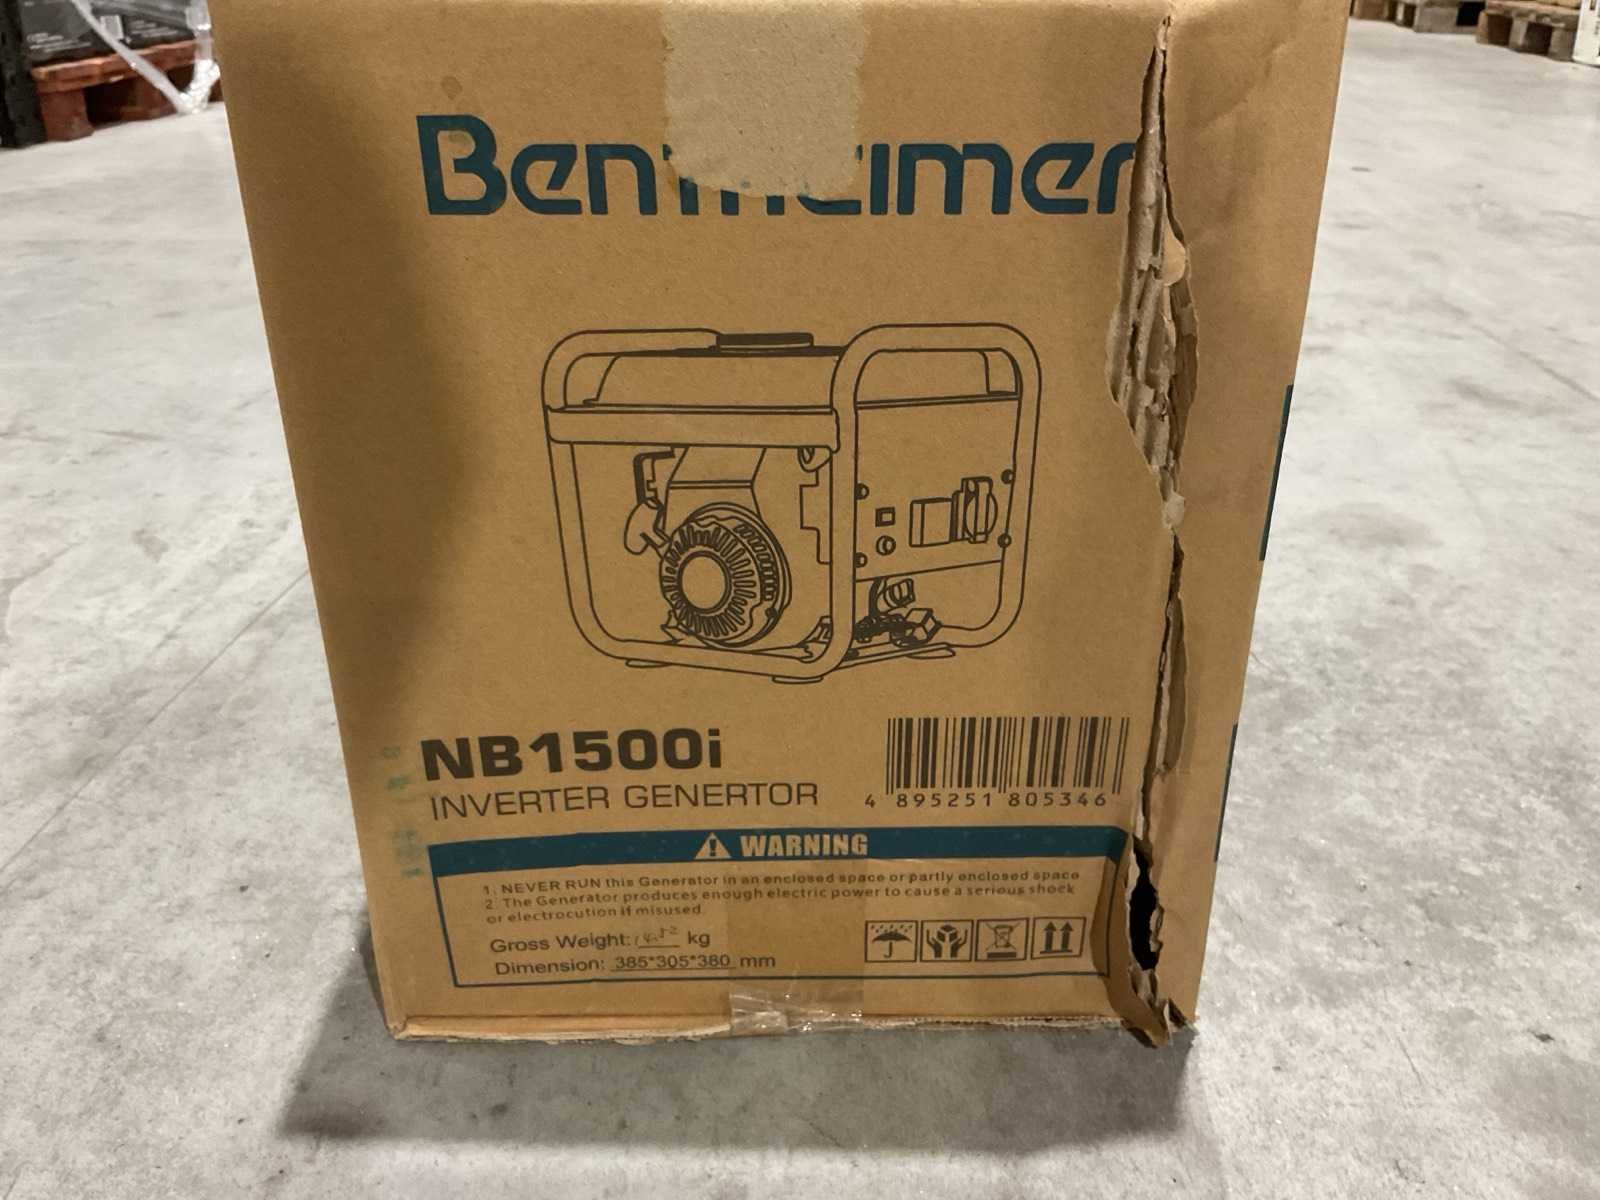 Bentheimer
NB1500i
INVERTER GENERTOR
4 895251 805346
WARNING
1. NEVER RUN this Generator in an enclosed space or partly enclosed space
2. The Generator produces enough electric power to cause a serious shock
or electrocution if misused.
Gross Weight: kg
Dimension: 385*305*380 mm